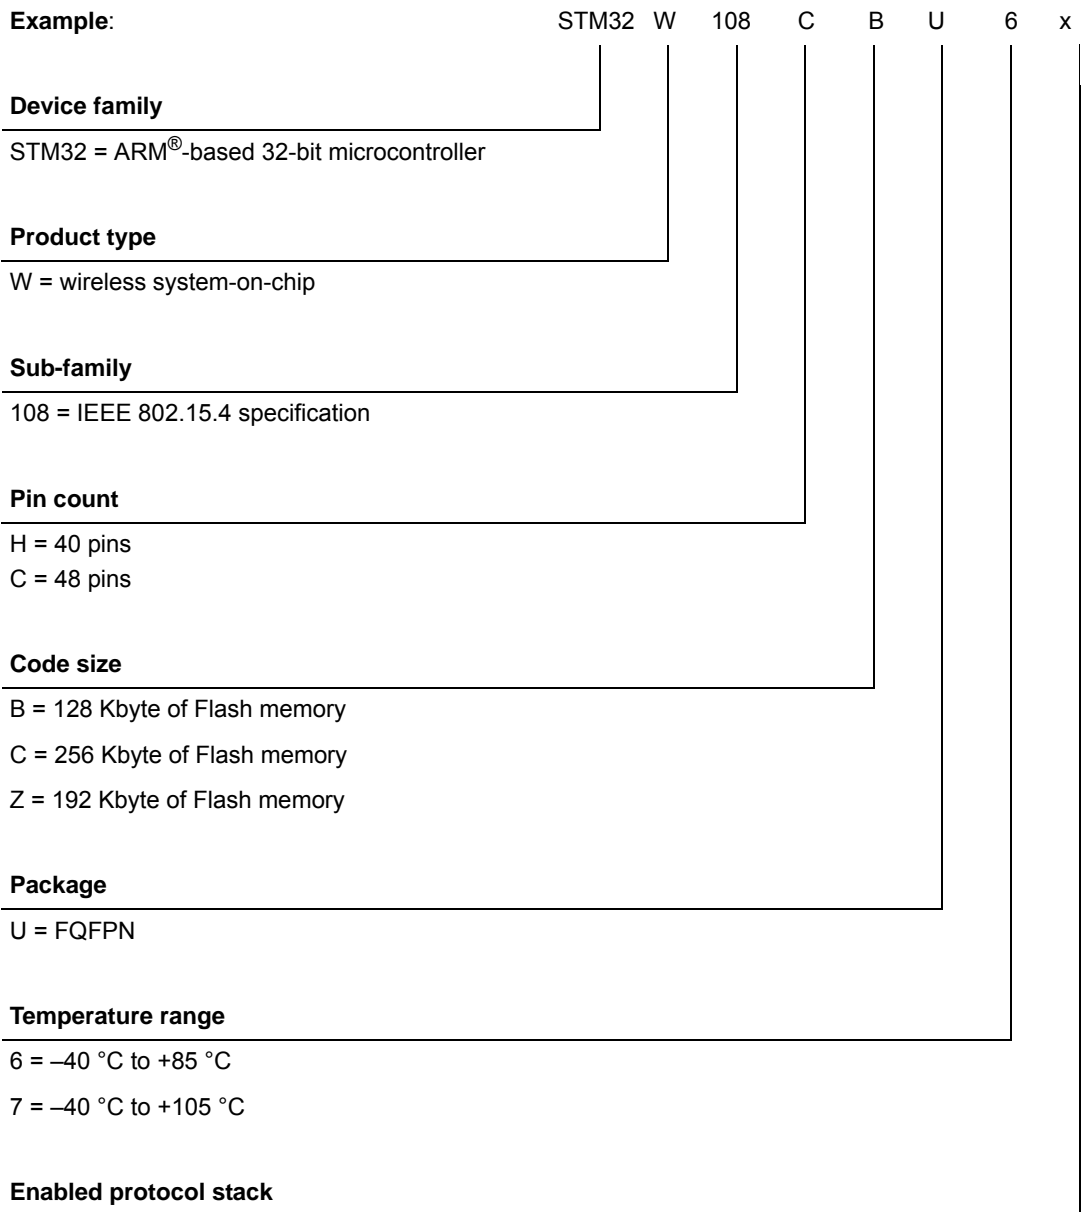 Example: STM32 W 108 C B U 6 x
Device family
STM32 = ARM®-based 32-bit microcontroller
Product type
W = wireless system-on-chip
Sub-family
108 = IEEE 802.15.4 specification
Pin count
H = 40 pins
C = 48 pins
Code size
B = 128 Kbyte of Flash memory
C = 256 Kbyte of Flash memory
Z = 192 Kbyte of Flash memory
Package
U = FQFPN
Temperature range
6 = –40 °C to +85 °C
7 = –40 °C to +105 °C
Enabled protocol stack